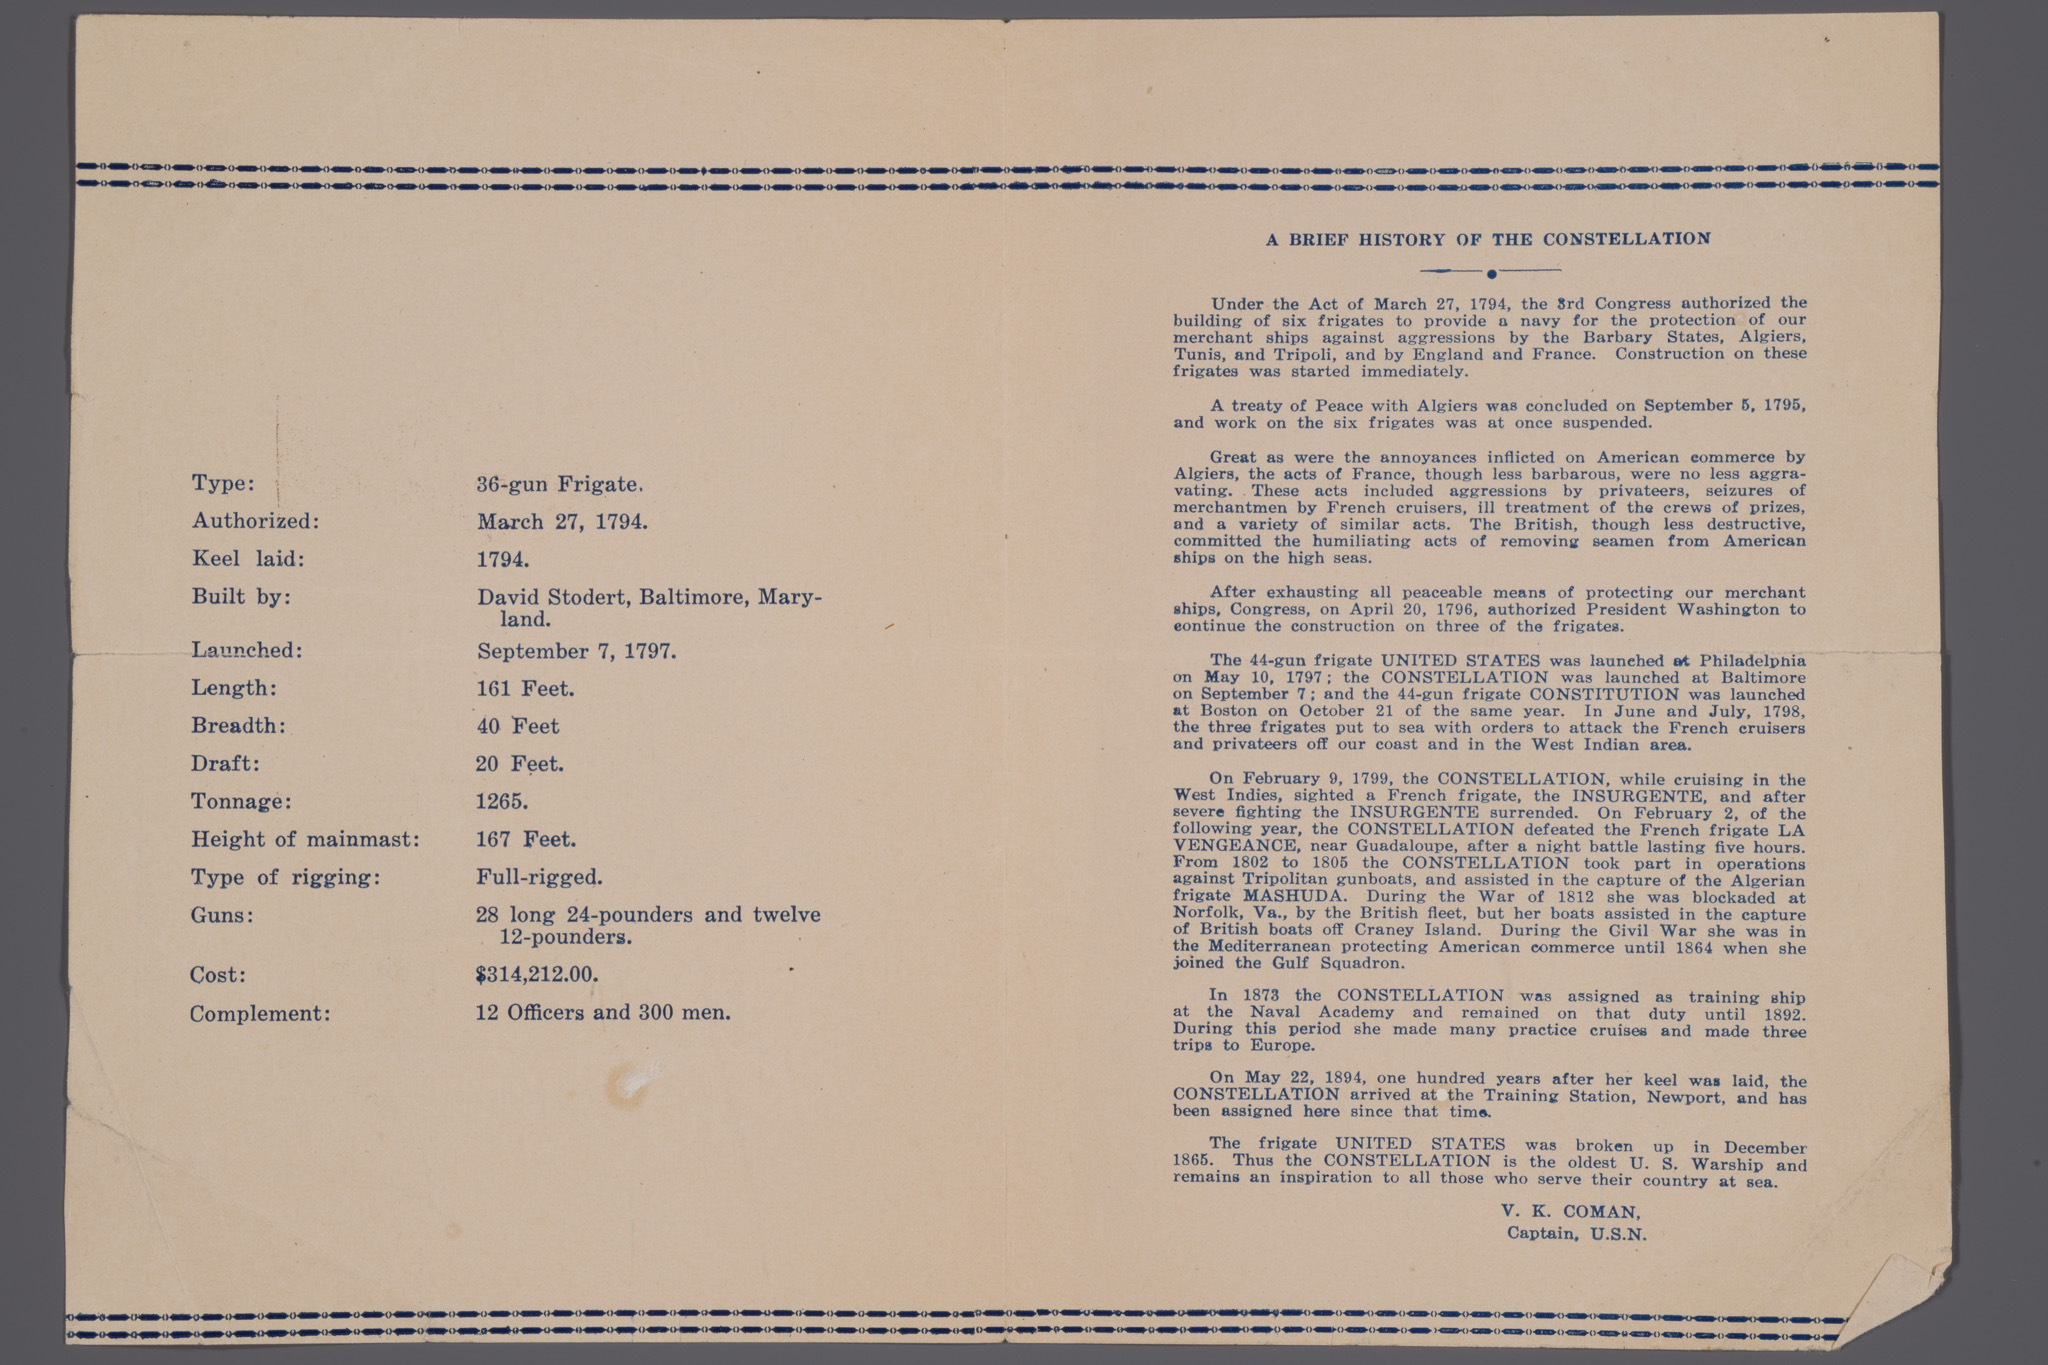 Type: 36-gun Frigate.
Authorized: March 27, 1794.
Keel laid: 1794.
Built by: David Stodert, Baltimore, Mary-
land.
Launched: September 7, 1797.
Length: 161 Feet.
Breadth: 40 Feet
Draft: 20 Feet.
Tonnage: 1265.
Height of mainmast: 167 Feet.
Type of rigging: Full-rigged.
Guns: 28 long 24-pounders and twelve
12-pounders.
Cost: $314,212.00.
Complement: 12 Officers and 300 men.
A BRIEF HISTORY OF THE CONSTELLATION
Under the Act of March 27, 1794, the 3rd Congress authorized the
building of six frigates to provide a navy for the protection of our
merchant ships against aggressions by the Barbary States, Algiers,
Tunis, and Tripoli, and by England and France. Construction on these
frigates was started immediately.
A treaty of Peace with Algiers was concluded on September 5, 1795,
and work on the six frigates was at once suspended.
Great as were the annoyances inflicted on American commerce by
Algiers, the acts of France, though less barbarous, were no less aggra-
vating. These acts included aggressions by privateers, seizures of
merchantmen by French cruisers, ill treatment of the crews of prizes,
and a variety of similar acts. The British, though less destructive,
committed the humiliating acts of removing seamen from American
ships on the high seas.
After exhausting all peaceable means of protecting our merchant
ships, Congress, on April 20, 1796, authorized President Washington to
continue the construction on three of the frigates.
The 44-gun frigate UNITED STATES was launched at Philadelphia
on May 10, 1797; the CONSTELLATION was launched at Baltimore
on September 7; and the 44-gun frigate CONSTITUTION was launched
at Boston on October 21 of the same year. In June and July, 1798,
the three frigates put to sea with orders to attack the French cruisers
and privateers off our coast and in the West Indian area.
On February 9, 1799, the CONSTELLATION, while cruising in the
West Indies, sighted a French frigate, the INSURGENTE, and after
severe fighting the INSURGENTE surrended. On February 2, of the
following year, the CONSTELLATION defeated the French frigate LA
VENGEANCE, near Guadaloupe, after a night battle lasting five hours.
From 1802 to 1805 the CONSTELLATION took part in operations
against Tripolitan gunboats, and assisted in the capture of the Algerian
frigate MASHUDA. During the War of 1812 she was blockaded at
Norfolk, Va., by the British fleet, but her boats assisted in the capture
of British boats off Craney Island. During the Civil War she was in
the Mediterranean protecting American commerce until 1864 when she
joined the Gulf Squadron.
In 1873 the CONSTELLATION was assigned as training ship
at the Naval Academy and remained on that duty until 1892.
During this period she made many practice cruises and made three
trips to Europe.
On May 22, 1894, one hundred years after her keel was laid, the
CONSTELLATION arrived at the Training Station, Newport, and has
been assigned here since that time.
The frigate UNITED STATES was broken up in December
1865. Thus the CONSTELLATION is the oldest U. S. Warship and
remains an inspiration to all those who serve their country at sea.
V. K. COMAN,
Captain, U.S.N.